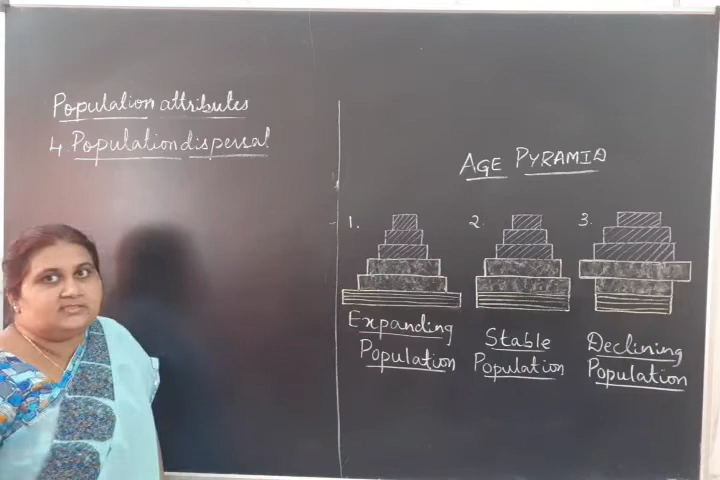 Population attributes
4 Population dispersal
AGE PYRAMID
1.
2.
3.
Expanding
Population
Stable
Population
Declining
Population